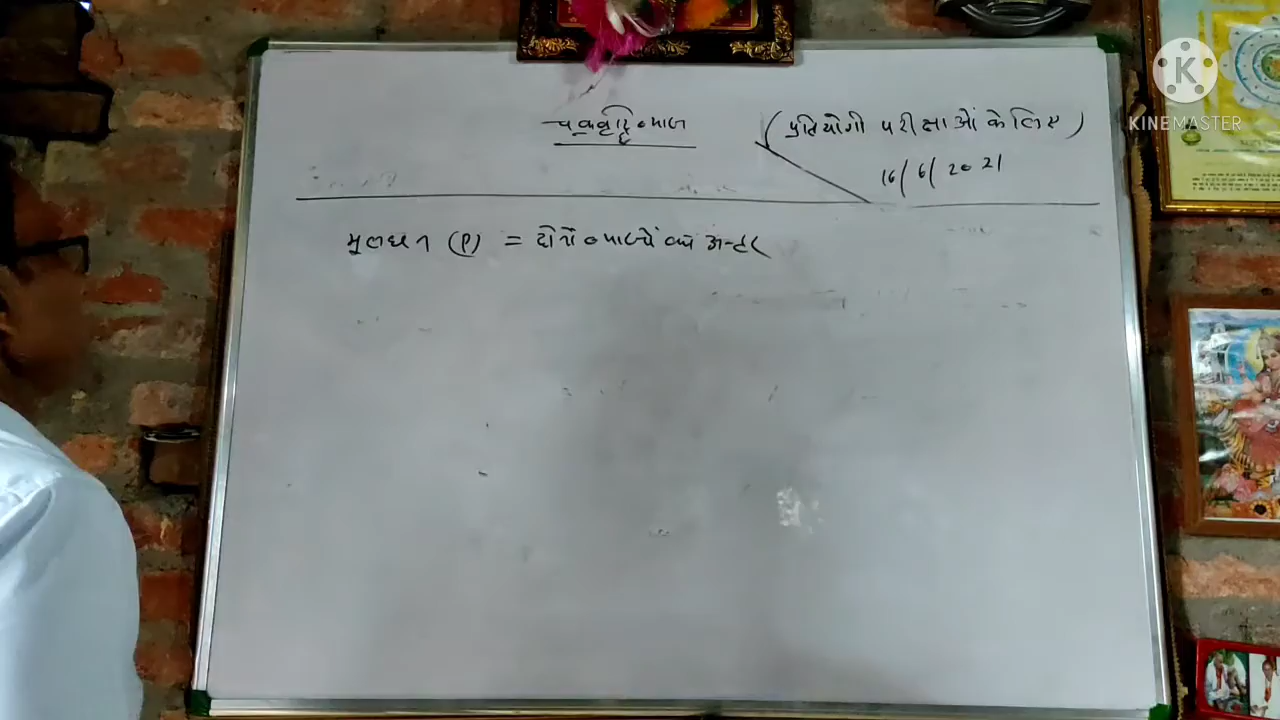 चक्रवृद्धि ब्याज
(प्रतियोगी परीक्षाओं के लिए)
16/6/2021
मुलधन (P) = दोनों ब्याजों का अन्तर
KINEMASTER